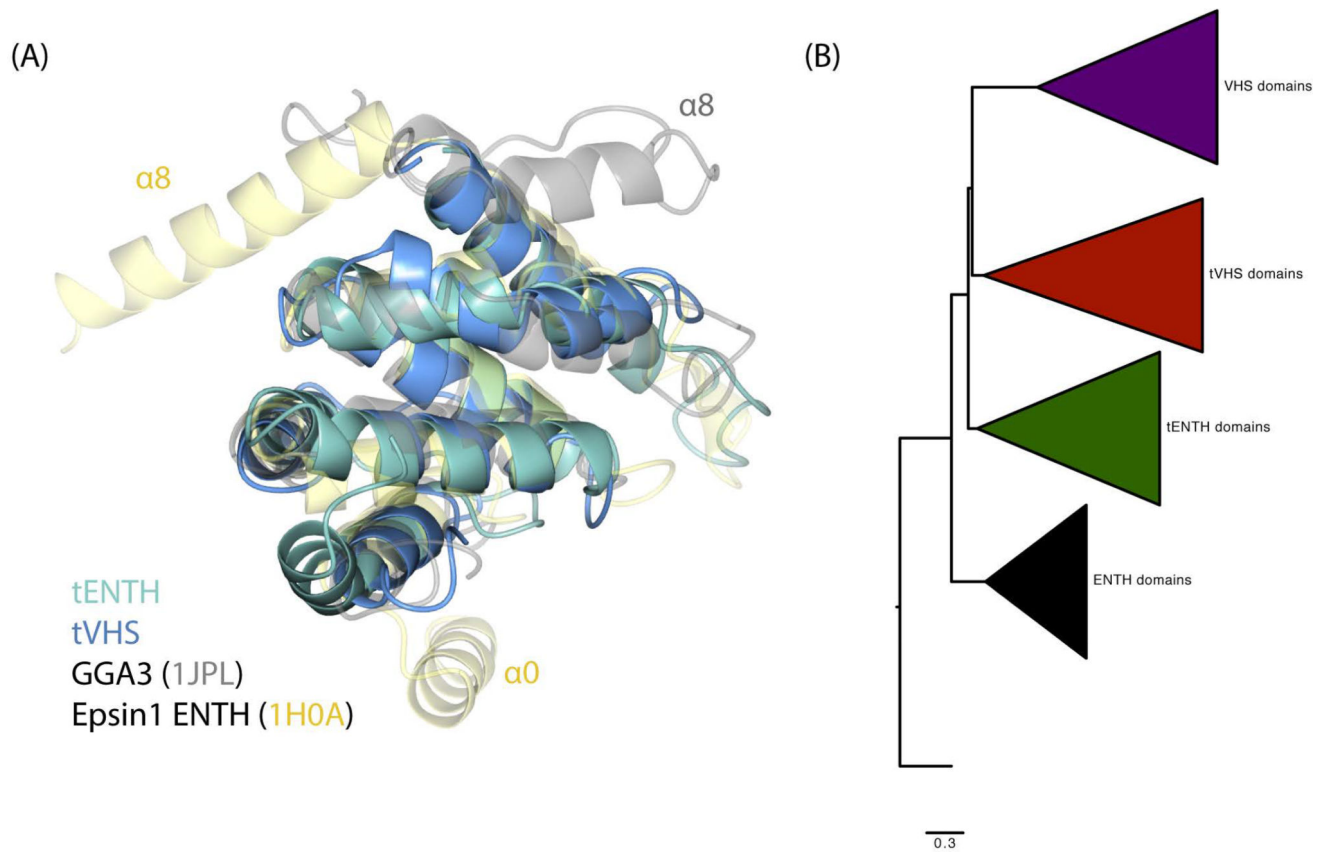 (A)
α8
α8
tENTH
tVHS
GGA3 (1JPL)
Epsin1 ENTH (1H0A)
α0
(B)
VHS domains
tVHS domains
tENTH domains
ENTH domains
0.3